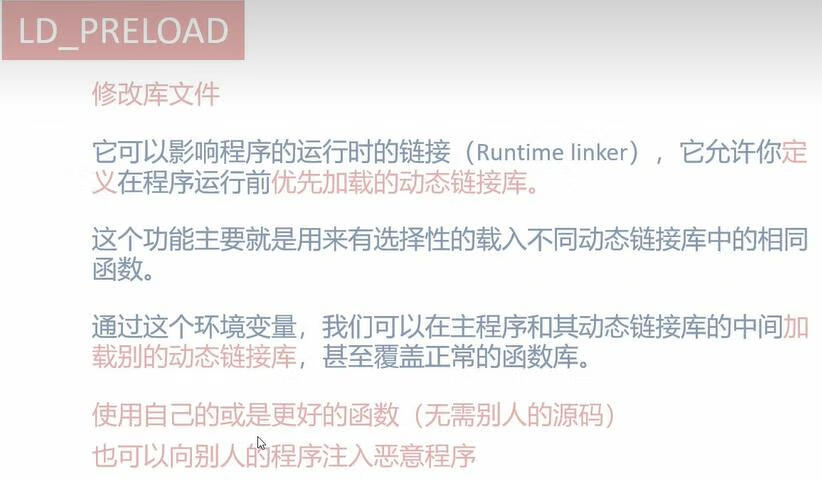 LD_PRELOAD
修改库文件
它可以影响程序的运行时的链接（Runtime linker），它允许你定
义在程序运行前优先加载的动态链接库。
这个功能主要就是用来有选择性的载入不同动态链接库中的相同
函数。
通过这个环境变量，我们可以在主程序和其动态链接库的中间加
载别的动态链接库，甚至覆盖正常的函数库。
使用自己的或是更好的函数（无需别人的源码）
也可以向别人的程序注入恶意程序